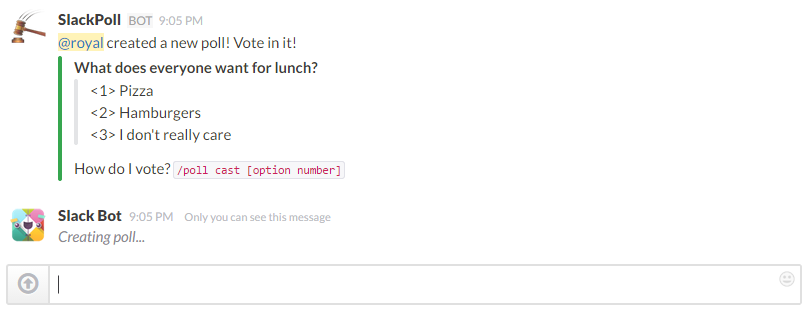 SlackPoll BOT 9:05 PM
@royal created a new poll! Vote in it!
What does everyone want for lunch?
<1> Pizza
<2> Hamburgers
<3> I don't really care
How do I vote? /poll cast [option number]
Slack Bot 9:05 PM Only you can see this message
Creating poll...